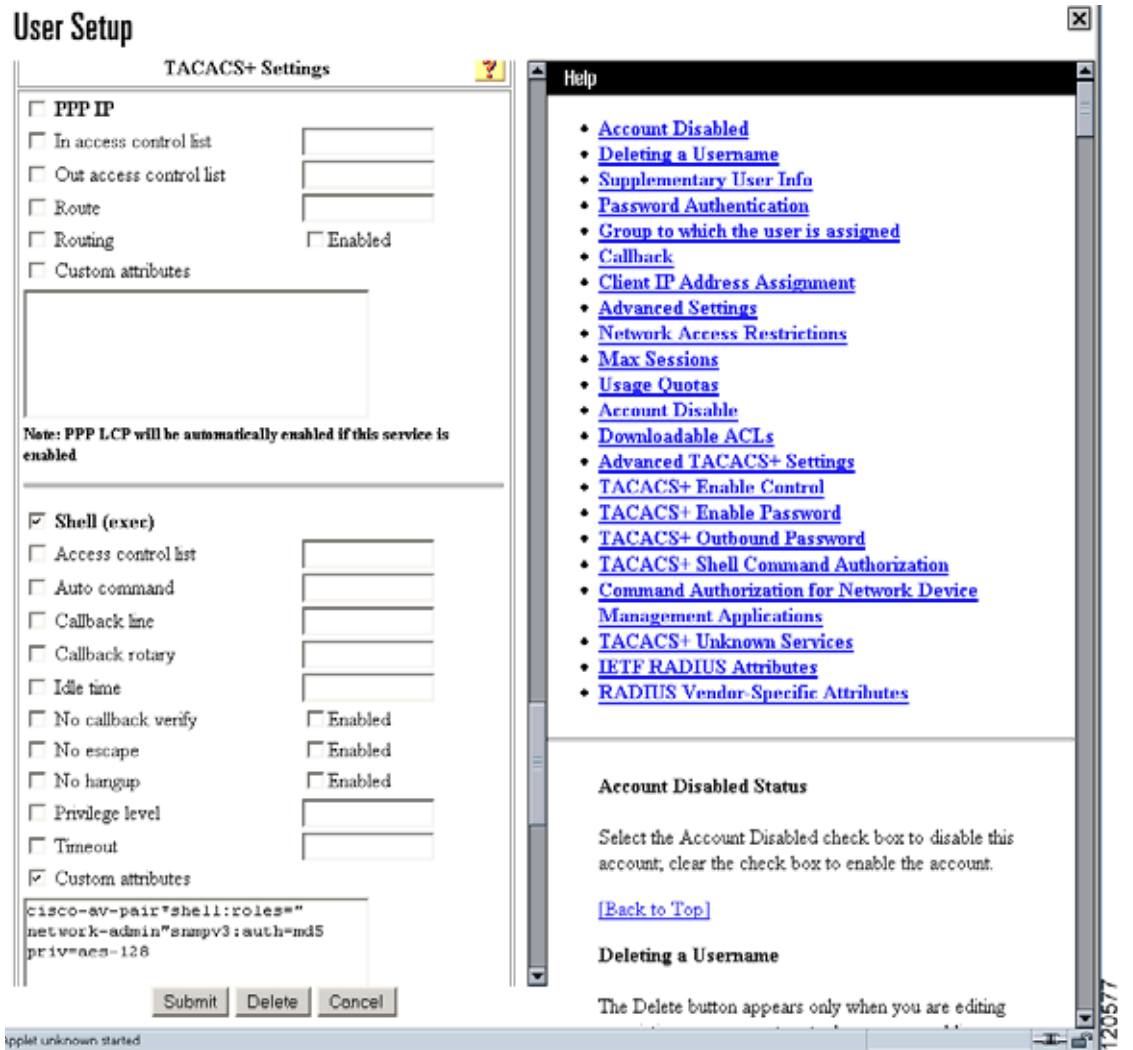 User Setup
TACACS+ Settings
?
PPP IP
In access control list
Out access control list
Route
Routing Enabled
Custom attributes
Note: PPP LCP will be automatically enabled if this service is
enabled
Shell (exec)
Access control list
Auto command
Callback line
Callback rotary
Idle time
No callback verify Enabled
No escape Enabled
No hangup Enabled
Privilege level
Timeout
Custom attributes
cisco-av-pair*shell:roles="
network-admin"snmpv3:auth=md5
priv=aes-128
Submit Delete Cancel
Help
Account Disabled
Deleting a Username
Supplementary User Info
Password Authentication
Group to which the user is assigned
Callback
Client IP Address Assignment
Advanced Settings
Network Access Restrictions
Max Sessions
Usage Quotas
Account Disable
Downloadable ACLs
Advanced TACACS+ Settings
TACACS+ Enable Control
TACACS+ Enable Password
TACACS+ Outbound Password
TACACS+ Shell Command Authorization
Command Authorization for Network Device
Management Applications
TACACS+ Unknown Services
IETF RADIUS Attributes
RADIUS Vendor-Specific Attributes
Account Disabled Status
Select the Account Disabled check box to disable this
account; clear the check box to enable the account.
[Back to Top]
Deleting a Username
The Delete button appears only when you are editing
Applet unknown started
120577